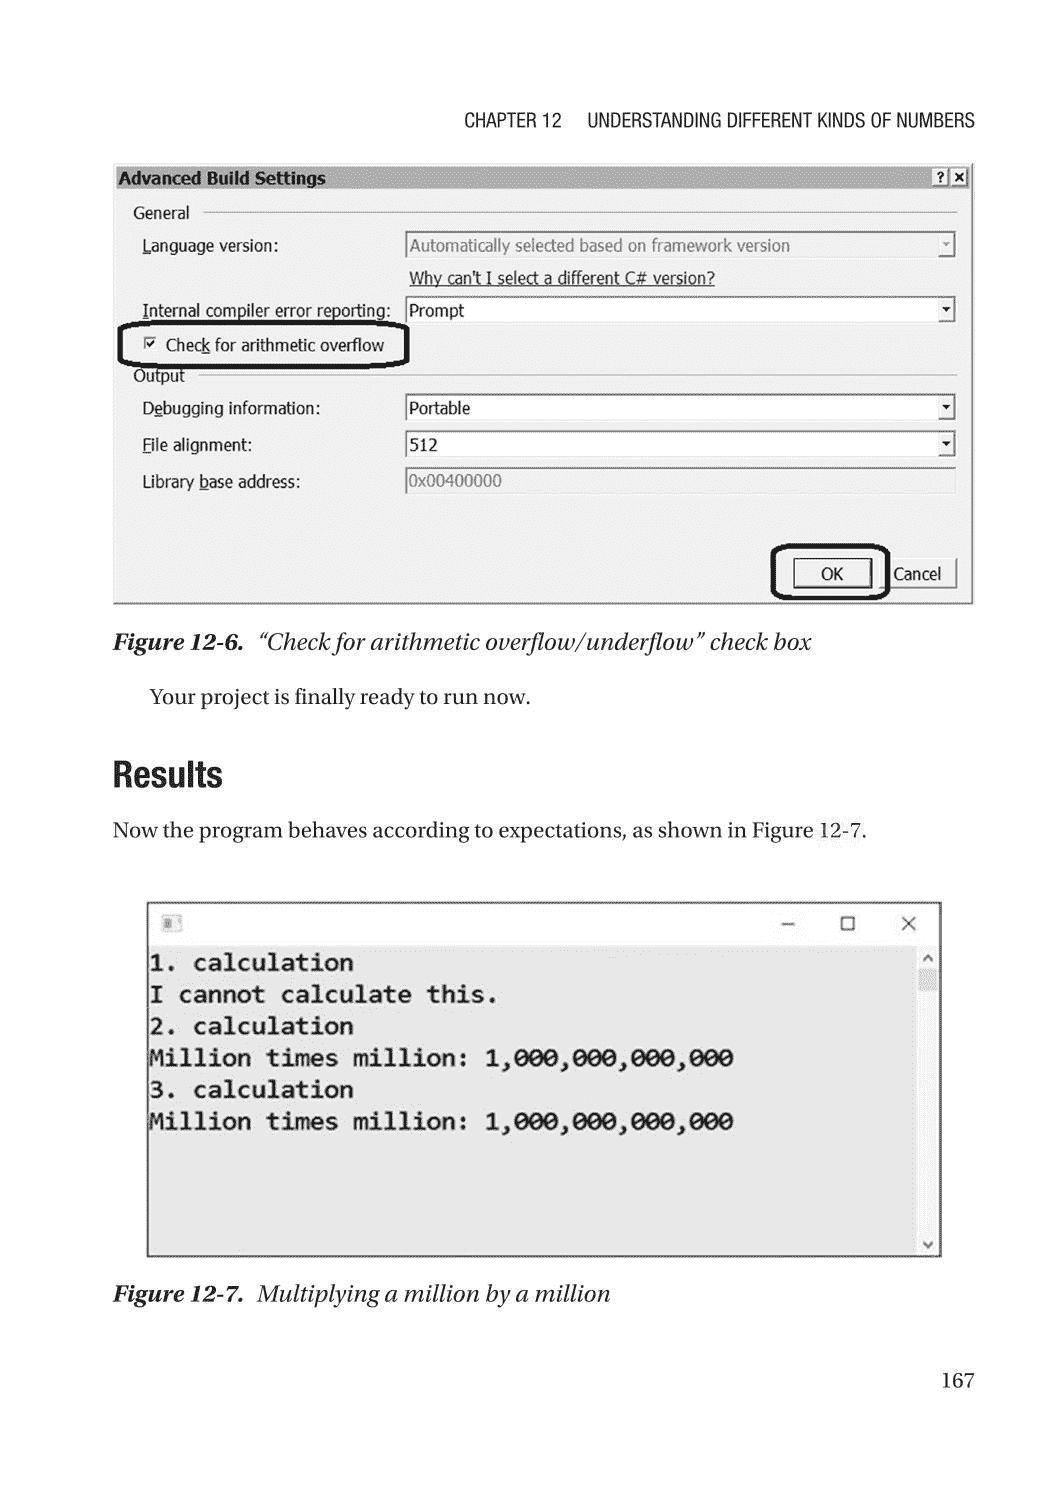 CHAPTER 12 UNDERSTANDING DIFFERENT KINDS OF NUMBERS
Advanced Build Settings
General
Language version: Automatically selected based on framework version
Why can't I select a different C# version?
Internal compiler error reporting: Prompt
Check for arithmetic overflow
Output
Debugging information: Portable
File alignment: 512
Library base address: 0x00400000
OK Cancel
Figure 12-6. “Check for arithmetic overflow/underflow” check box
Your project is finally ready to run now.
Results
Now the program behaves according to expectations, as shown in Figure 12-7.
1. calculation
I cannot calculate this.
2. calculation
Million times million: 1,000,000,000,000
3. calculation
Million times million: 1,000,000,000,000
Figure 12-7. Multiplying a million by a million
167